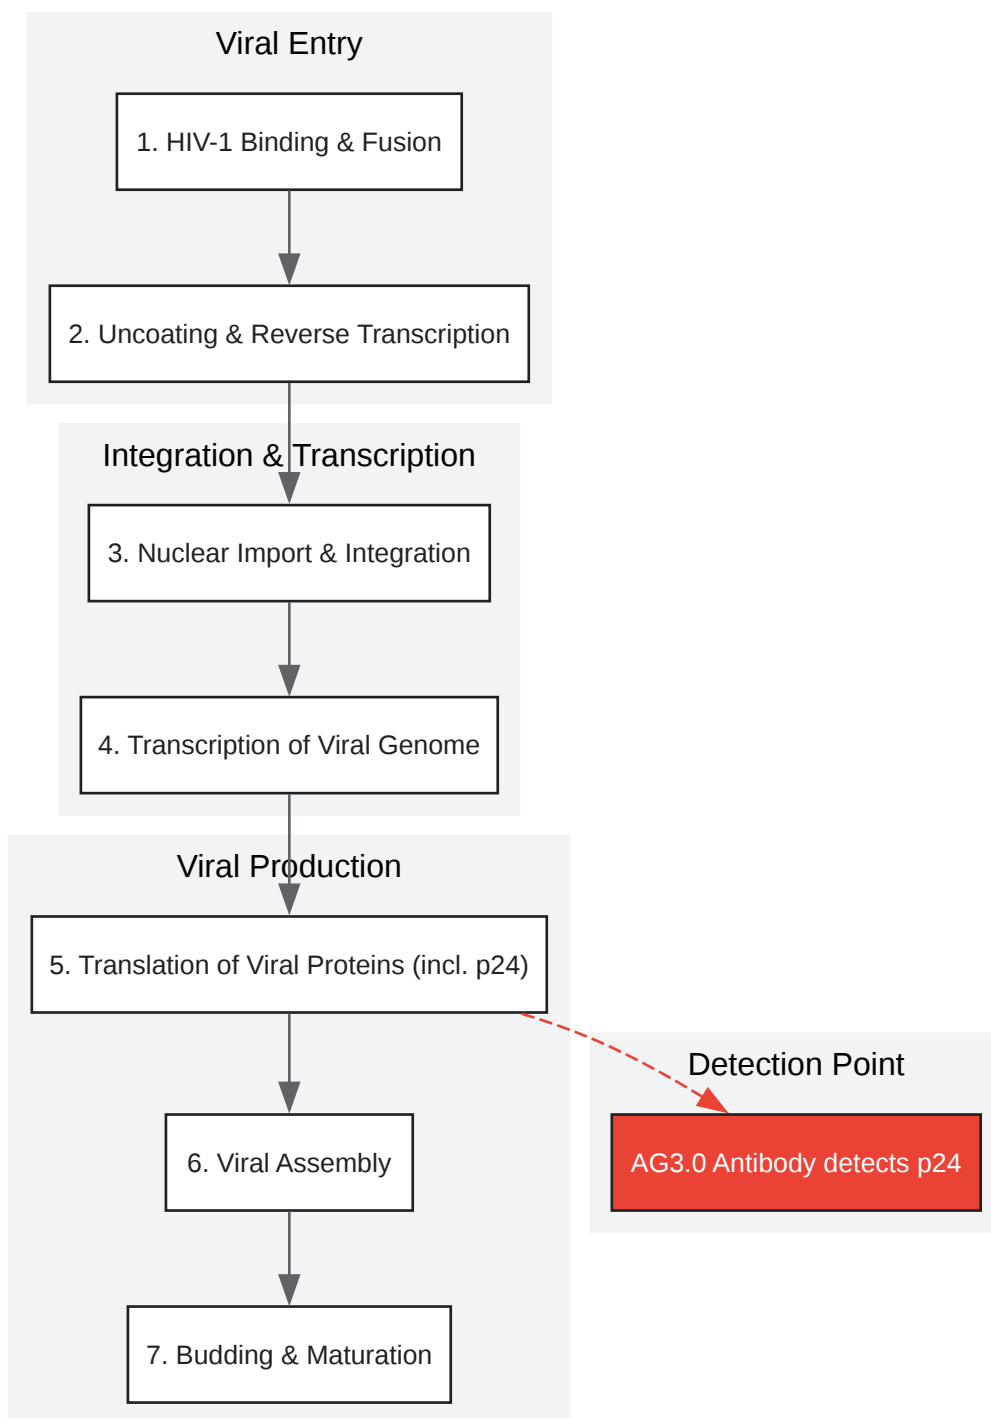 Viral Entry
1. HIV-1 Binding & Fusion
2. Uncoating & Reverse Transcription
Integration & Transcription
3. Nuclear Import & Integration
4. Transcription of Viral Genome
Viral Production
5. Translation of Viral Proteins (incl. p24)
Detection Point
AG3.0 Antibody detects p24
6. Viral Assembly
7. Budding & Maturation